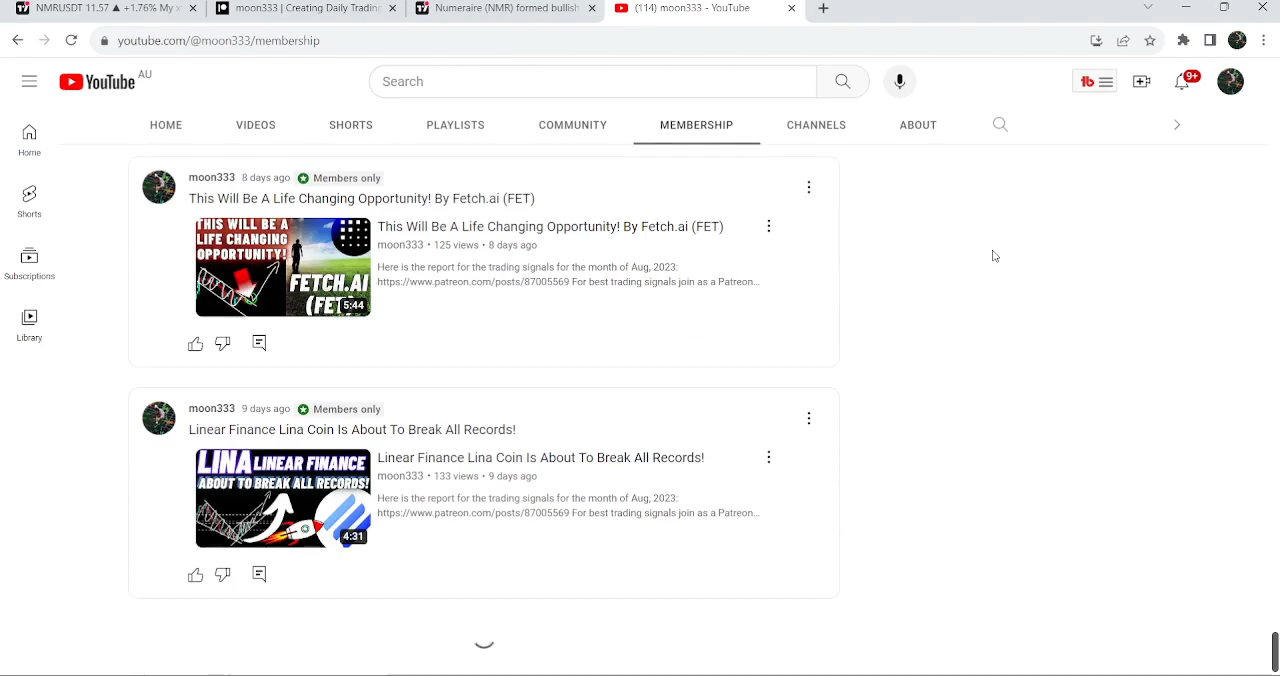 NMRUSDT 11.57 ▲ +1.76% My x
moon333 | Creating Daily Trading
Numeraire (NMR) formed bullish
(114) moon333 - YouTube
youtube.com/@moon333/membership
YouTube AU
Search
tb
9+
HOME
VIDEOS
SHORTS
PLAYLISTS
COMMUNITY
MEMBERSHIP
CHANNELS
ABOUT
Home
Shorts
Subscriptions
Library
moon333 8 days ago Members only
This Will Be A Life Changing Opportunity! By Fetch.ai (FET)
THIS WILL BE A
LIFE CHANGING
OPPORTUNITY!
FETCH.AI
(FET)
5:44
This Will Be A Life Changing Opportunity! By Fetch.ai (FET)
moon333 • 125 views • 8 days ago
Here is the report for the trading signals for the month of Aug, 2023:
https://www.patreon.com/posts/87005569 For best trading signals join as a Patreon...
moon333 9 days ago Members only
Linear Finance Lina Coin Is About To Break All Records!
LINA LINEAR FINANCE
ABOUT TO BREAK ALL RECORDS!
4:31
Linear Finance Lina Coin Is About To Break All Records!
moon333 • 133 views • 9 days ago
Here is the report for the trading signals for the month of Aug, 2023:
https://www.patreon.com/posts/87005569 For best trading signals join as a Patreon...